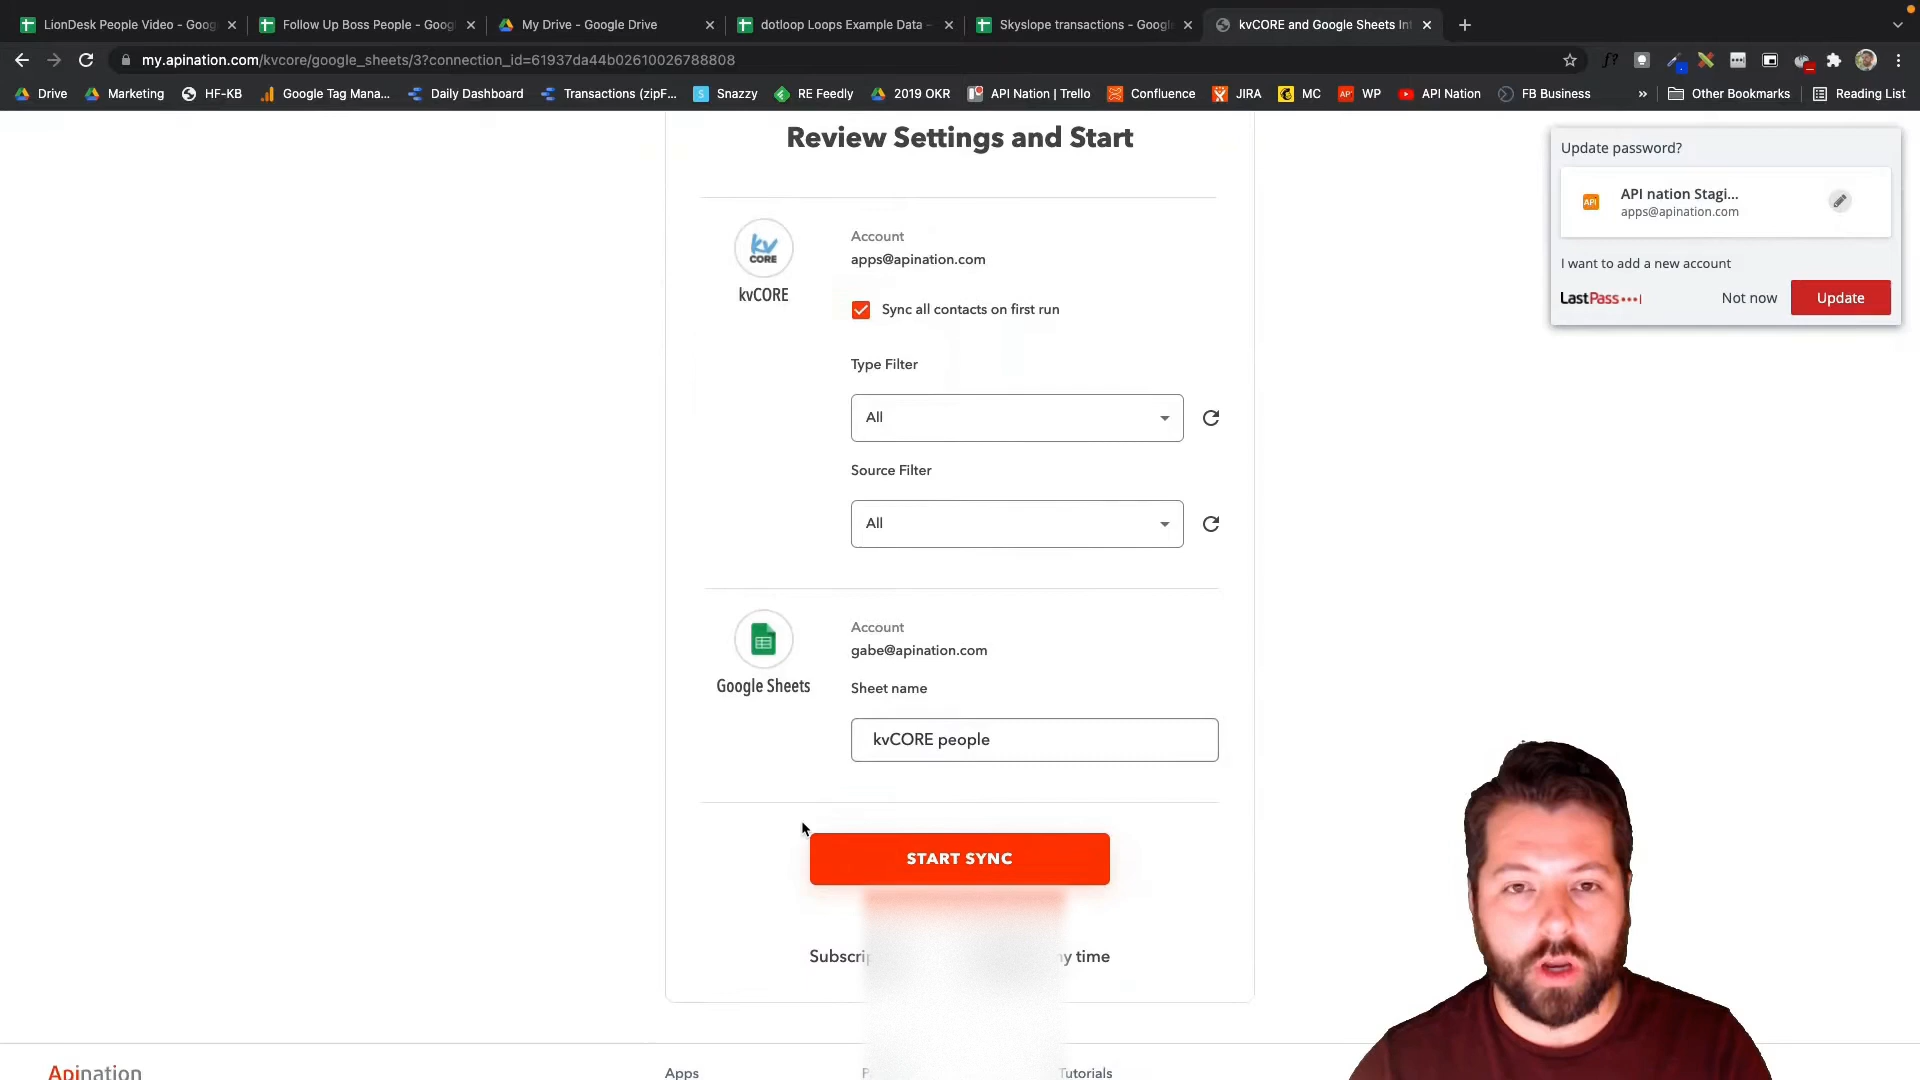 LionDesk People Video - Goog
Follow Up Boss People - Goog
My Drive - Google Drive
dotloop Loops Example Data -
Skyslope transactions - Google
kvCORE and Google Sheets Int
my.apination.com/kvcore/google_sheets/3?connection_id=61937da44b02610026788808
f?
Drive
Marketing
HF-KB
Google Tag Mana...
Daily Dashboard
Transactions (zipF...
S
Snazzy
RE Feedly
2019 OKR
API Nation | Trello
Confluence
JIRA
MC
WP
API Nation
FB Business
»
Other Bookmarks
Reading List
Review Settings and Start
kv
CORE
kvCORE
Account
apps@apination.com
Sync all contacts on first run
Type Filter
All
Source Filter
All
Google Sheets
Account
gabe@apination.com
Sheet name
kvCORE people
START SYNC
Apination
Apps
Tutorials
Update password?
API
API nation Stagi...
apps@apination.com
I want to add a new account
LastPass
Not now
Update